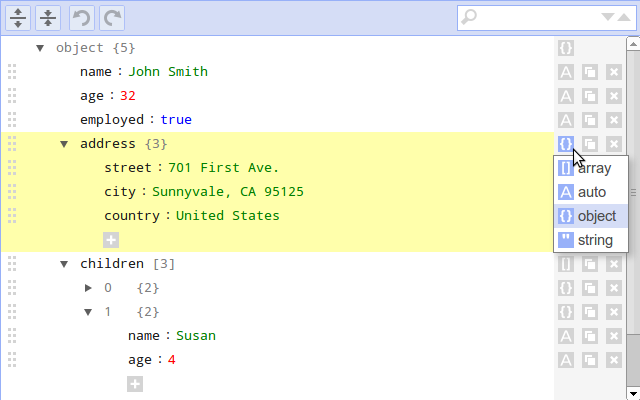 object {5}
name : John Smith
age : 32
employed : true
address {3}
street : 701 First Ave.
array
city : Sunnyvale, CA 95125
auto
country : United States
object
string
children [3]
0 {2}
1 {2}
name : Susan
age : 4